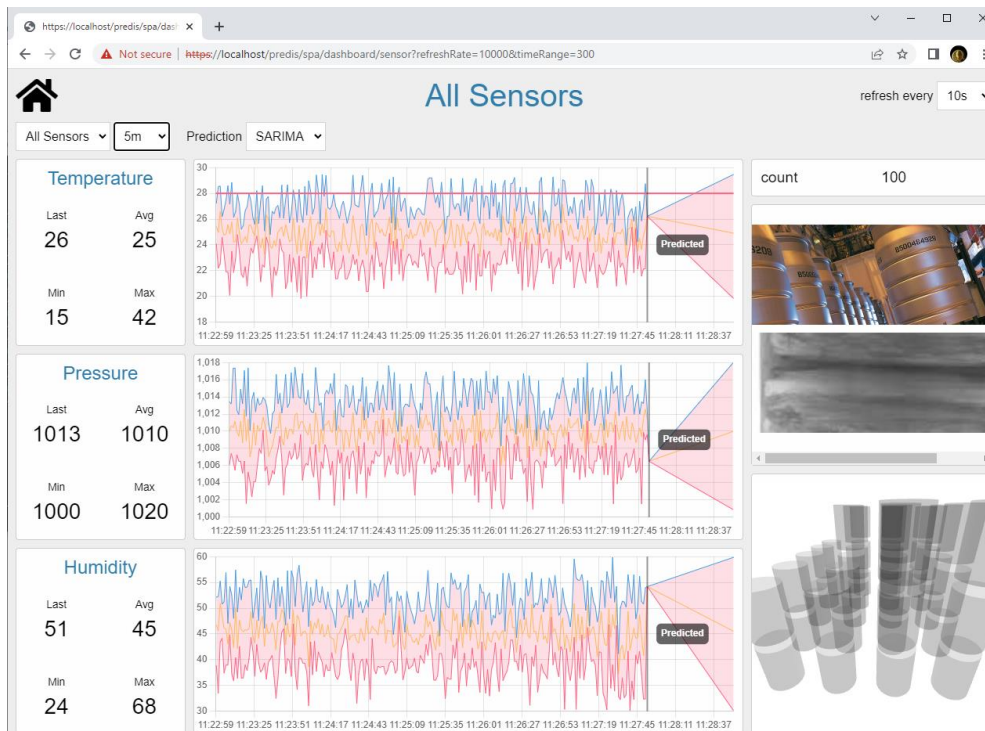 https://localhost/predis/spa/das
Not secure https://localhost/predis/spa/dashboard/sensor?refreshRate=10000&timeRange=300
All Sensors
refresh every 10s
All Sensors 5m Prediction SARIMA
Temperature
Last Avg
26 25
Min Max
15 42
30
28
26
24
22
20
18
Predicted
11:22:59 11:23:25 11:23:51 11:24:17 11:24:43 11:25:09 11:25:35 11:26:01 11:26:27 11:26:53 11:27:19 11:27:45 11:28:11 11:28:37
count 100
8500464929
Pressure
Last Avg
1013 1010
Min Max
1000 1020
1,018
1,016
1,014
1,012
1,010
1,008
1,006
1,004
1,002
1,000
Predicted
11:22:59 11:23:25 11:23:51 11:24:17 11:24:43 11:25:09 11:25:35 11:26:01 11:26:27 11:26:53 11:27:19 11:27:45 11:28:11 11:28:37
Humidity
Last Avg
51 45
Min Max
24 68
60
55
50
45
40
35
30
Predicted
11:22:59 11:23:25 11:23:51 11:24:17 11:24:43 11:25:09 11:25:35 11:26:01 11:26:27 11:26:53 11:27:19 11:27:45 11:28:11 11:28:37